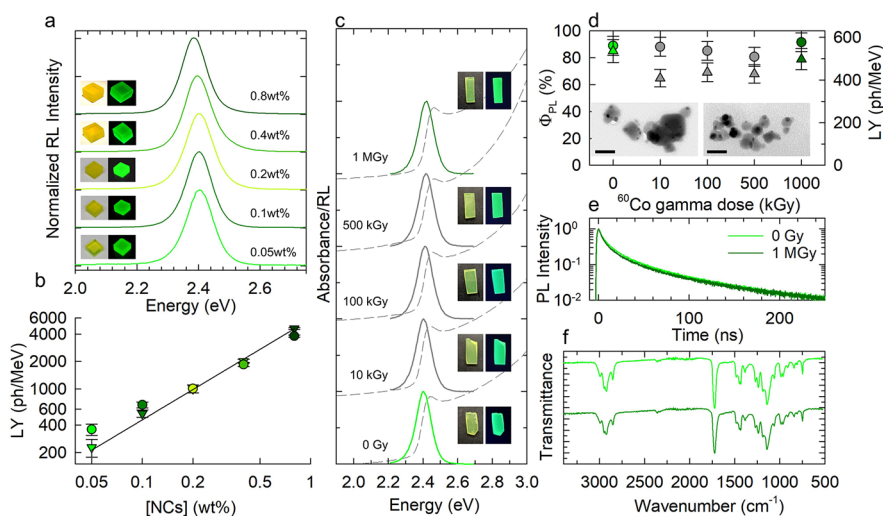 a
Normalized RL Intensity
0.8wt%
0.4wt%
0.2wt%
0.1wt%
0.05wt%
2.0 2.2 2.4 2.6
Energy (eV)
b
LY (ph/MeV)
6000
4000
2000
1000
600
400
200
0.05 0.1 0.2 0.5 1
[NCs] (wt%)
c
Absorbance/RL
1 MGy
500 kGy
100 kGy
10 kGy
0 Gy
2.0 2.2 2.4 2.6 2.8 3.0
Energy (eV)
d
ΦPL (%)
100
80
60
40
20
0
LY (ph/MeV)
600
400
200
0
0 10 100 500 1000
⁶⁰Co gamma dose (kGy)
e
PL Intensity
10⁰
10⁻¹
10⁻²
0 Gy
1 MGy
0 100 200
Time (ns)
f
Transmittance
3400 2400 1900 1400 900 500
Wavenumber (cm⁻¹)